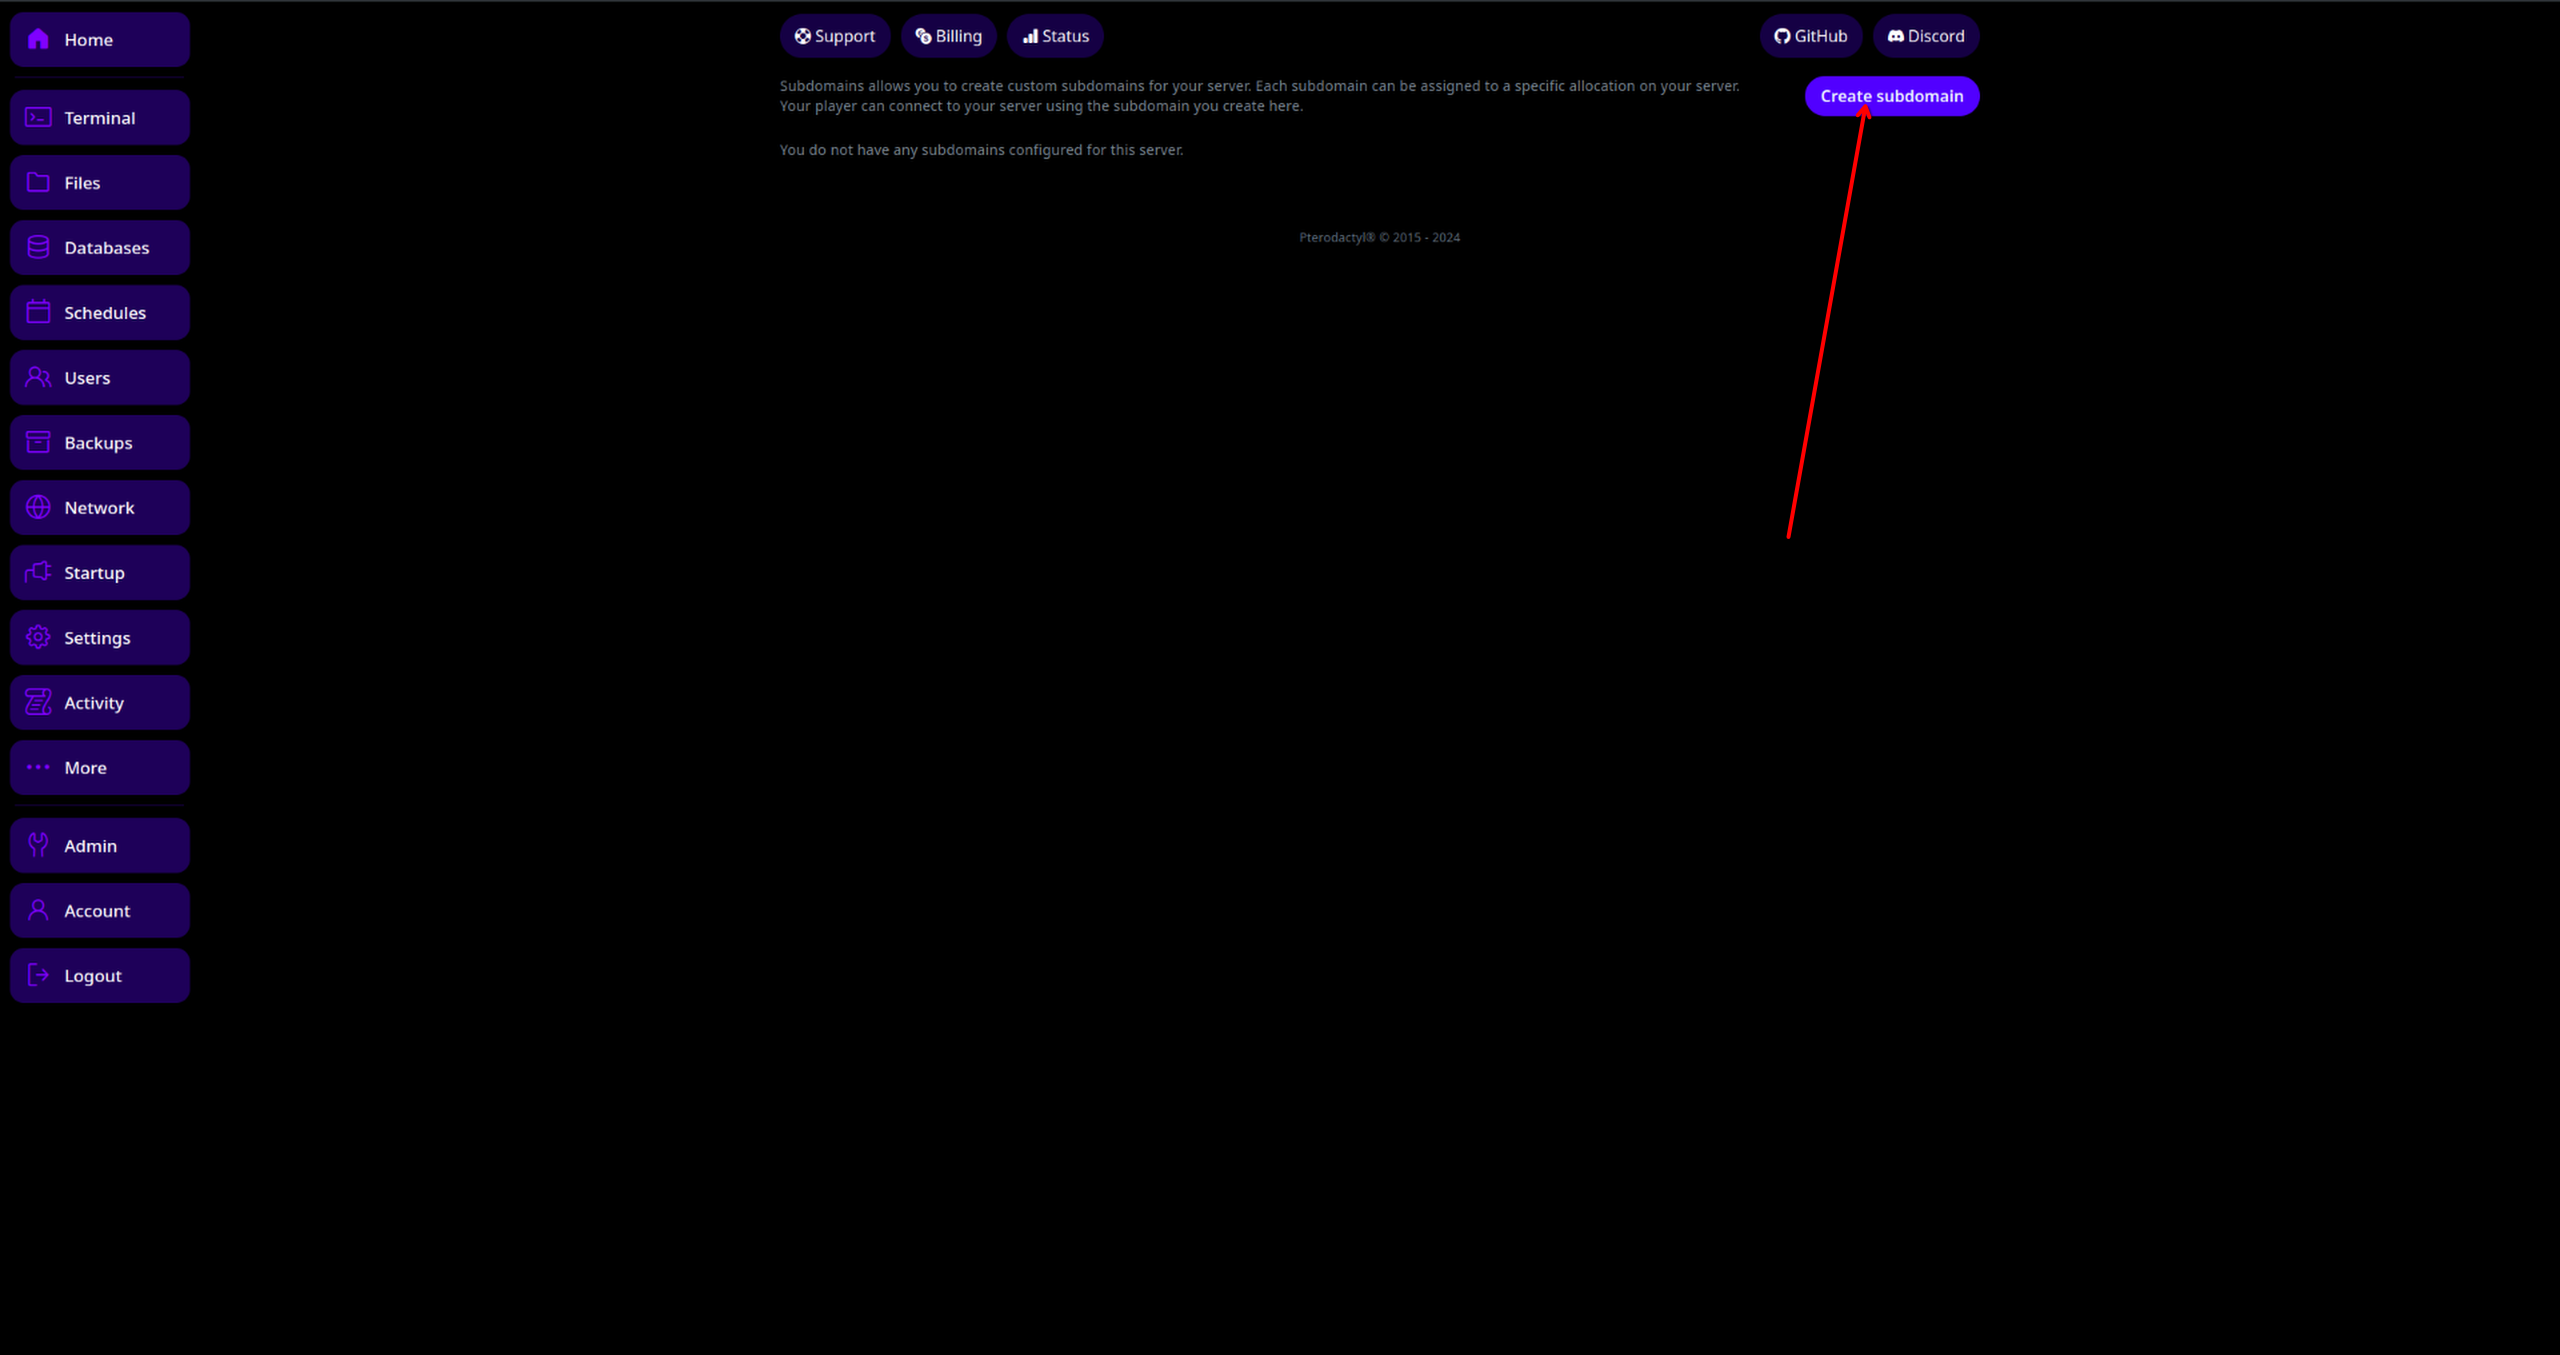 Home
Terminal
Files
Databases
Schedules
Users
Backups
Network
Startup
Settings
Activity
More
Admin
Account
Logout
Support
Billing
Status
GitHub
Discord
Subdomains allows you to create custom subdomains for your server. Each subdomain can be assigned to a specific allocation on your server.
Your player can connect to your server using the subdomain you create here.
Create subdomain
You do not have any subdomains configured for this server.
Pterodactyl® © 2015 - 2024